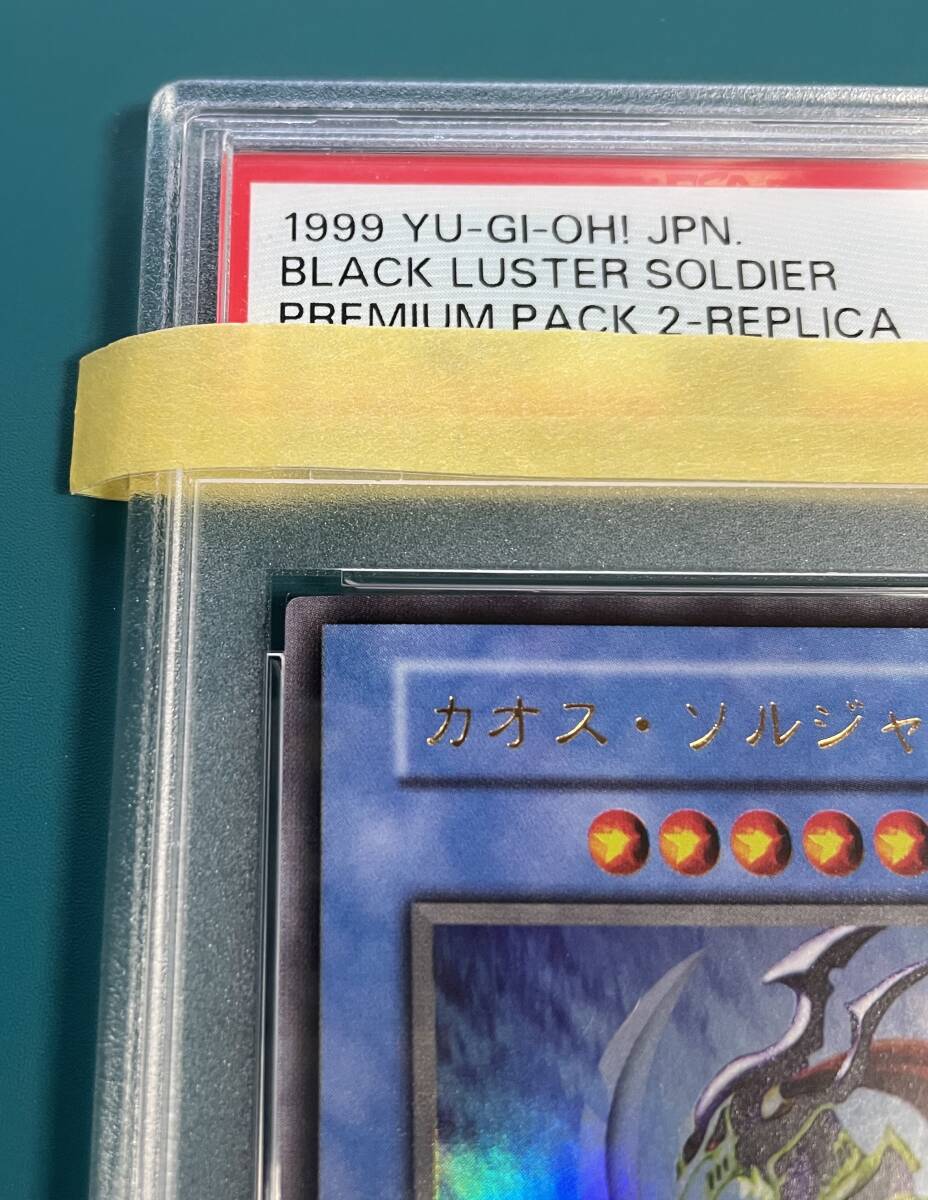 1999 YU-GI-OH! JPN.
BLACK LUSTER SOLDIER
PREMIUM PACK 2-REPLICA
カオス・ソルジャ